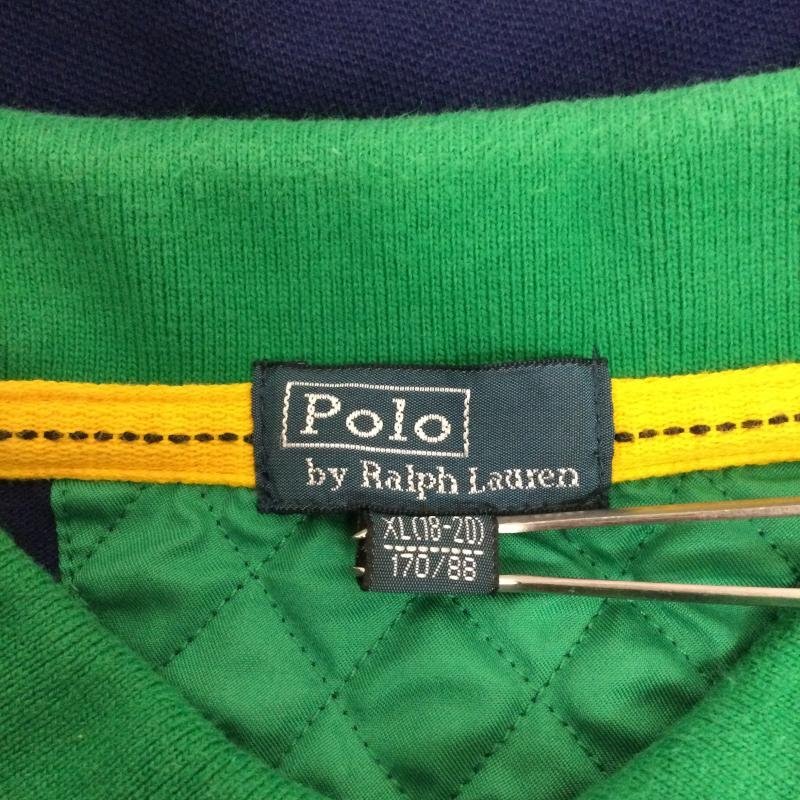 Polo
by Ralph Lauren
XL(18-20)
170/88